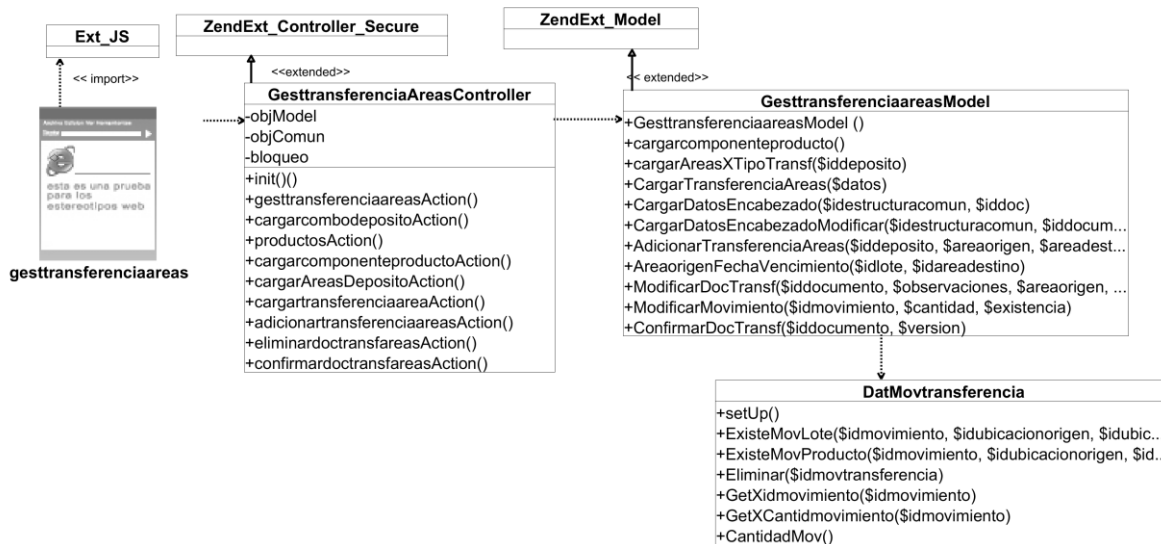 Ext_JS
<< import>>
esta es una prueba
para los
estereotipos web
gesttransferenciaareas
ZendExt_Controller_Secure
<<extended>>
GesttransferenciaAreasController
-objModel
-objComun
-bloqueo
+init()()
+gesttransferenciaareasAction()
+cargarcombodepositoAction()
+productosAction()
+cargarcomponenteproductoAction()
+cargarAreasDepositoAction()
+cargartransferenciaareaAction()
+adicionartransferenciaareasAction()
+eliminardoctransfareasAction()
+confirmardoctransfareasAction()
ZendExt_Model
<< extended>>
GesttransferenciaareasModel
+GesttransferenciaareasModel ()
+cargarcomponenteproducto()
+cargarAreasXTipoTransf($iddeposito)
+CargarTransferenciaAreas($datos)
+CargarDatosEncabezado($idestructuracomun, $iddoc)
+CargarDatosEncabezadoModificar($idestructuracomun, $iddocum...
+AdicionarTransferenciaAreas($iddeposito, $areaorigen, $areadest...
+AreaorigenFechaVencimiento($idlote, $idareadestino)
+ModificarDocTransf($iddocumento, $observaciones, $areaorigen, ...
+ModificarMovimiento($idmovimiento, $cantidad, $existencia)
+ConfirmarDocTransf($iddocumento, $version)
DatMovtransferencia
+setUp()
+ExisteMovLote($idmovimiento, $idubicacionorigen, $idubic...
+ExisteMovProducto($idmovimiento, $idubicacionorigen, $id...
+Eliminar($idmovtransferencia)
+GetXidmovimiento($idmovimiento)
+GetXCantidmovimiento($idmovimiento)
+CantidadMov()